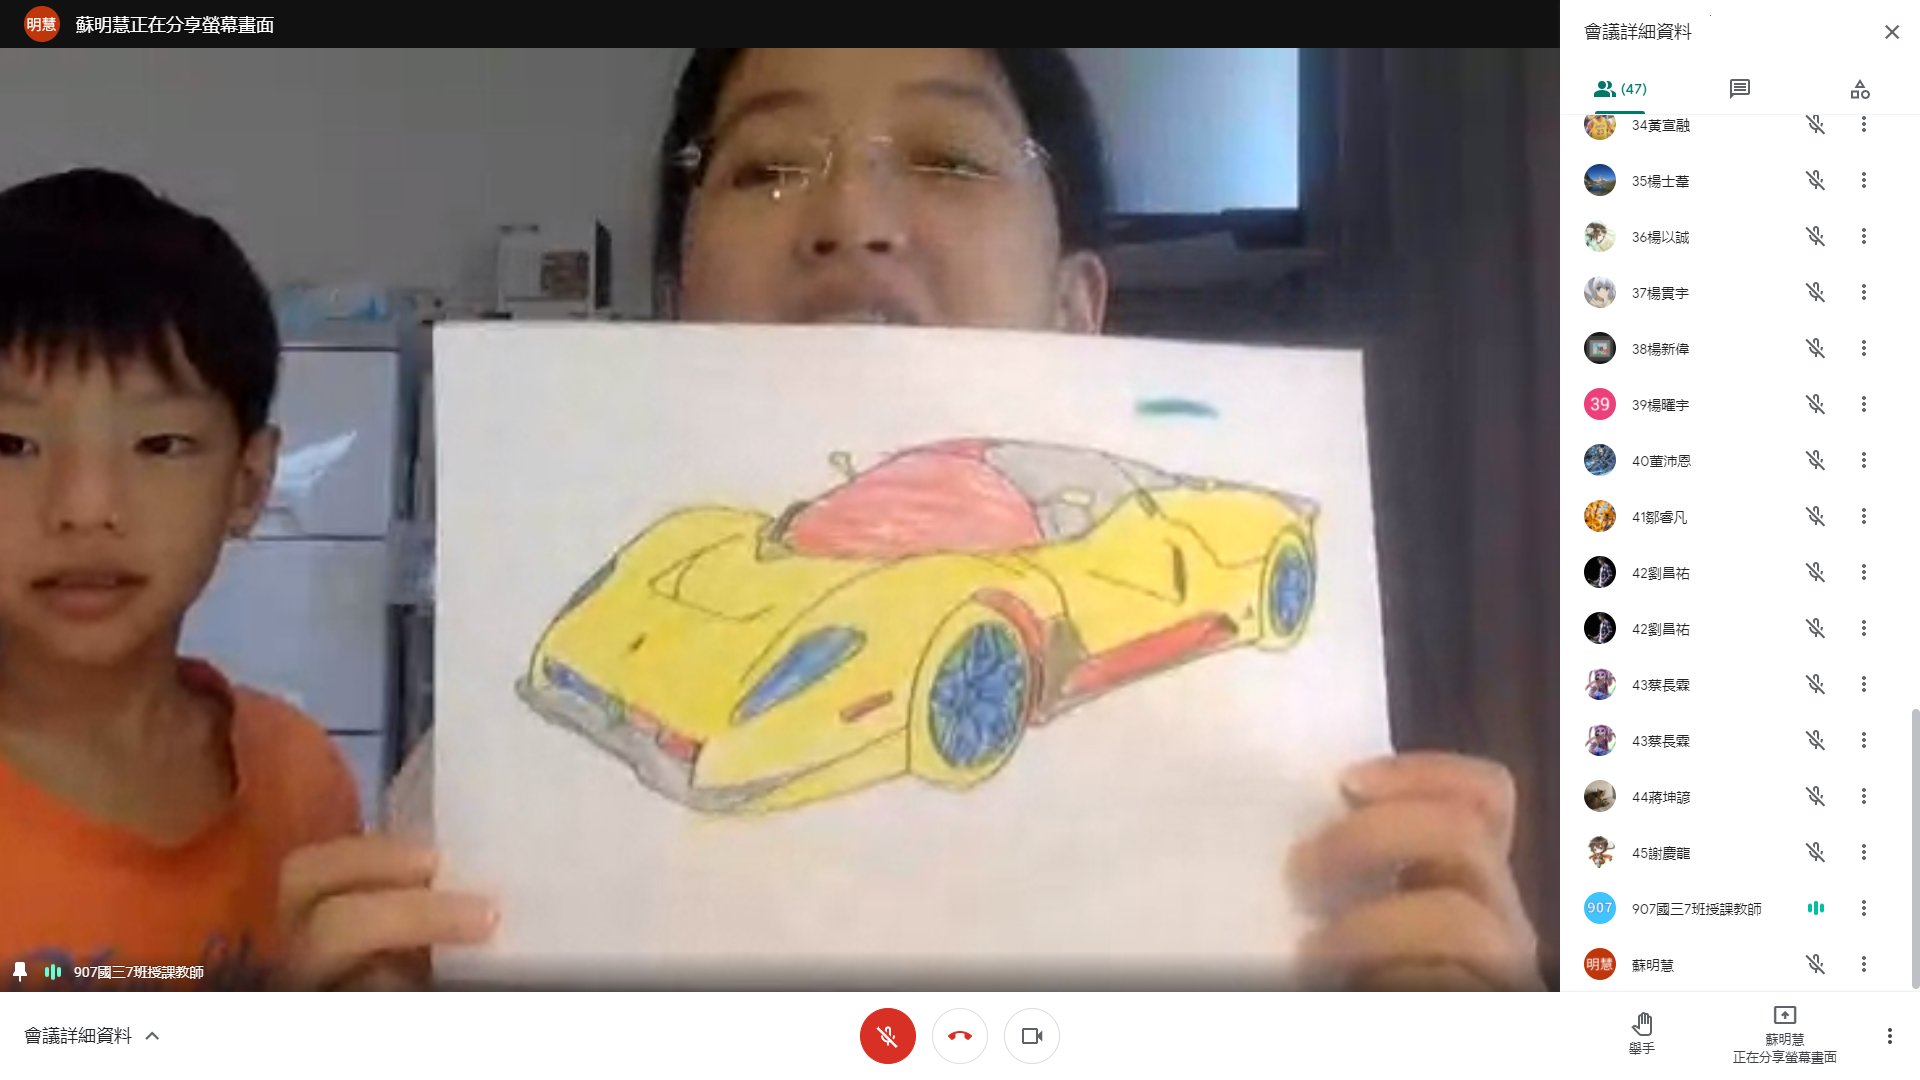 明慧 蘇明慧正在分享螢幕畫面
會議詳細資料
(47)
34黃宣融
35楊士葦
36楊以誠
37楊貫宇
38楊新偉
39 39楊曜宇
40董沛恩
41鄒睿凡
42劉昌祐
42劉昌祐
43蔡長霖
43蔡長霖
44蔣坤諺
45謝慶龍
907 907國三7班授課教師
明慧 蘇明慧
907國三7班授課教師
會議詳細資料
舉手
蘇明慧
正在分享螢幕畫面